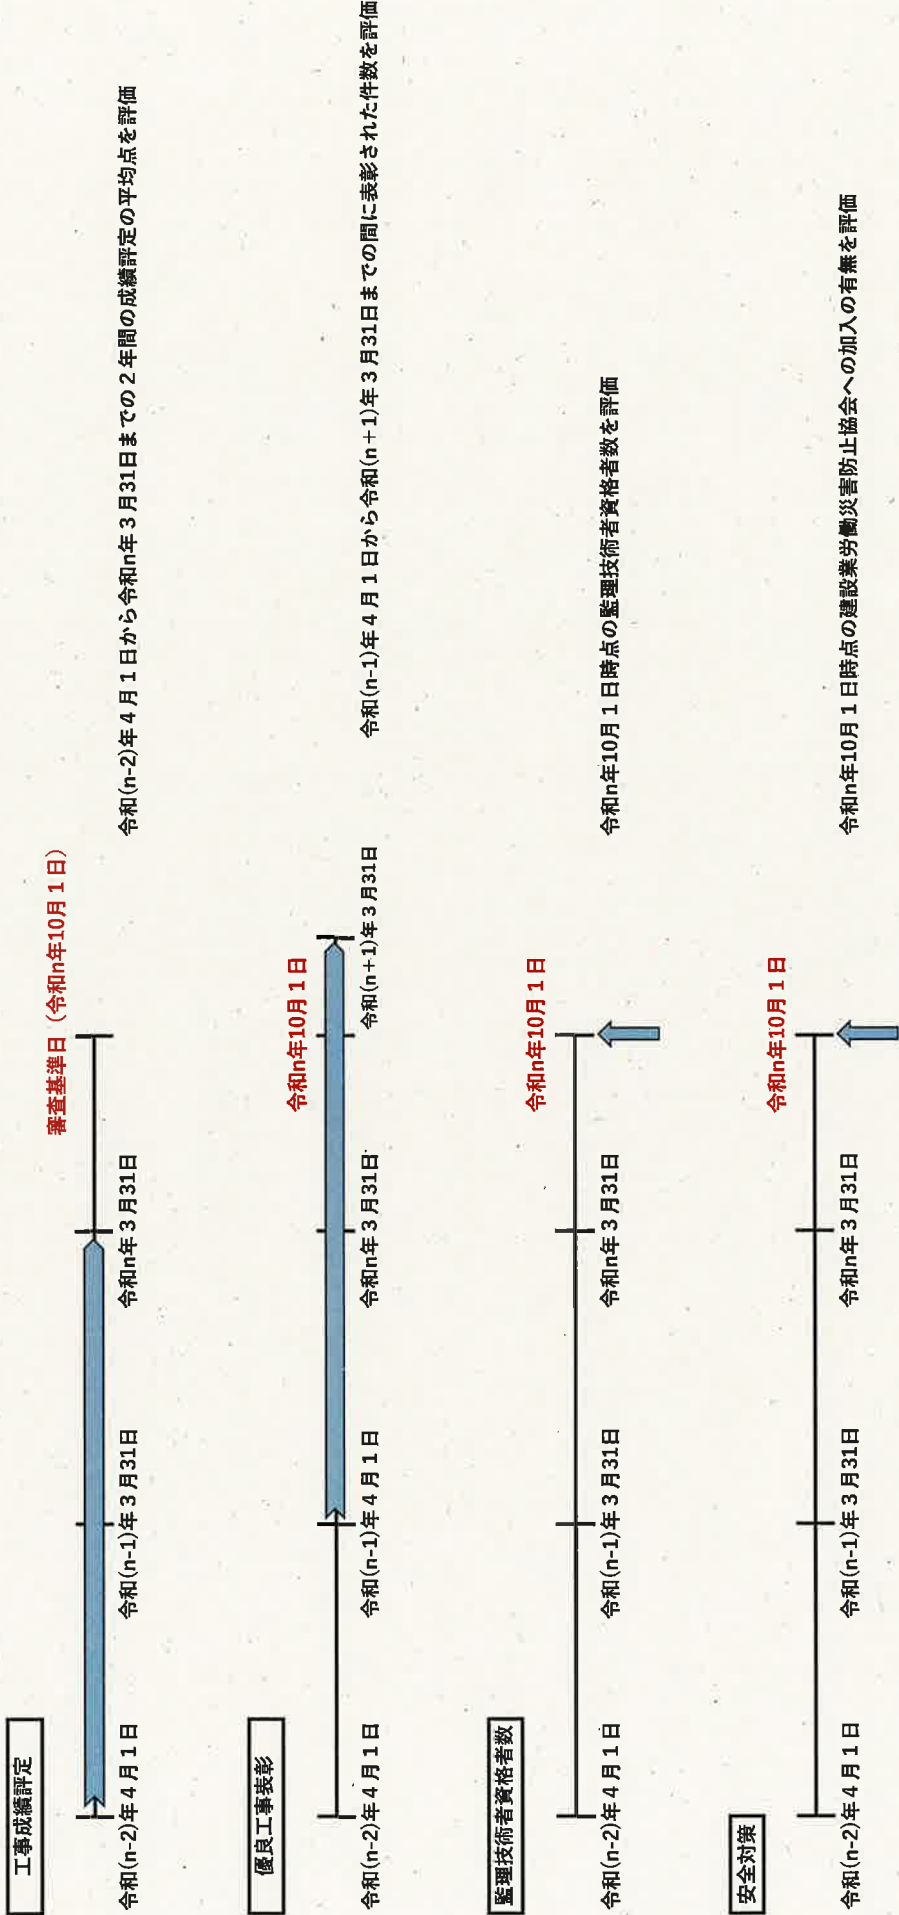 工事成績評定
審査基準日（令和n年10月１日）
令和(n-2)年４月１日
令和(n-1)年３月31日
令和n年３月31日
令和(n-2)年４月１日から令和n年３月31日までの２年間の成績評定の平均点を評価
優良工事表彰
令和n年10月１日
令和(n-2)年４月１日
令和(n-1)年４月１日
令和n年３月31日
令和(n＋1)年３月31日
令和(n-1)年４月１日から令和(n＋1)年３月31日までの間に表彰された件数を評価
監理技術者資格者数
令和n年10月１日
令和(n-2)年４月１日
令和(n-1)年３月31日
令和n年３月31日
令和n年10月１日時点の監理技術者資格者数を評価
安全対策
令和n年10月１日
令和(n-2)年４月１日
令和(n-1)年３月31日
令和n年３月31日
令和n年10月１日時点の建設業労働災害防止協会への加入の有無を評価